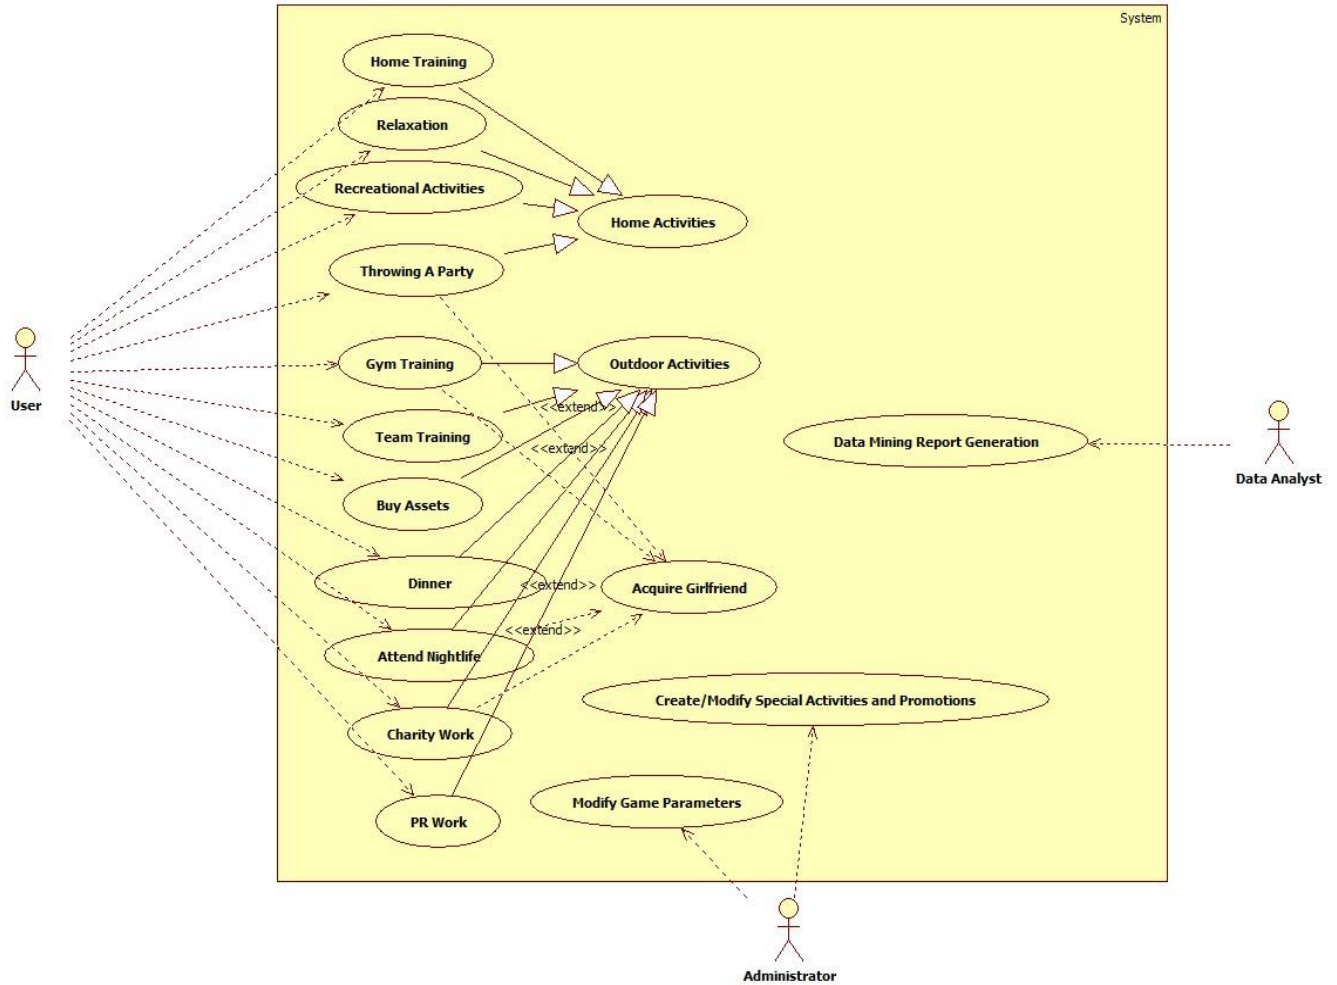 System
Home Training
Relaxation
Recreational Activities
Home Activities
Throwing A Party
Gym Training
Outdoor Activities
User
<<extend>>
Team Training
<<extend>>
Data Mining Report Generation
Data Analyst
Buy Assets
Dinner
<<extend>>
Acquire Girlfriend
<<extend>>
Attend Nightlife
Create/Modify Special Activities and Promotions
Charity Work
Modify Game Parameters
PR Work
Administrator